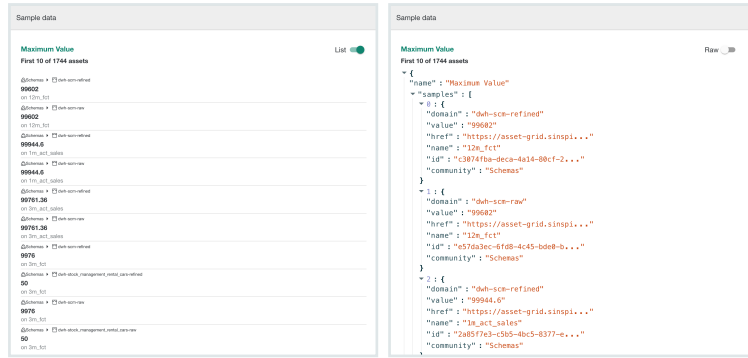 Sample data
Maximum Value
List
First 10 of 1744 assets
Schemas dwh-scm-refined
99602
on 12m_fct
Schemas dwh-scm-raw
99602
on 12m_fct
Schemas dwh-scm-refined
99944.6
on 1m_act_sales
Schemas dwh-scm-raw
99944.6
on 1m_act_sales
Schemas dwh-scm-refined
99761.36
on 3m_act_sales
Schemas dwh-scm-raw
99761.36
on 3m_act_sales
Schemas dwh-scm-refined
9976
on 3m_fct
Schemas dwh-stock_management_rental_cars-refined
50
on 3m_fct
Schemas dwh-scm-raw
9976
on 3m_fct
Schemas dwh-stock_management_rental_cars-raw
50
on 3m_fct
Sample data
Maximum Value
Raw
First 10 of 1744 assets
{
"name" : "Maximum Value"
"samples" : [
0 : {
"domain" : "dwh-scm-refined"
"value" : "99602"
"href" : "https://asset-grid.sinspi..."
"name" : "12m_fct"
"id" : "c3074fba-deca-4a14-80cf-2..."
"community" : "Schemas"
}
1 : {
"domain" : "dwh-scm-raw"
"value" : "99602"
"href" : "https://asset-grid.sinspi..."
"name" : "12m_fct"
"id" : "e57da3ec-6fd8-4c45-bde0-b..."
"community" : "Schemas"
}
2 : {
"domain" : "dwh-scm-refined"
"value" : "99944.6"
"href" : "https://asset-grid.sinspi..."
"name" : "1m_act_sales"
"id" : "2a05f7e3-c5b5-4bc5-8377-e..."
"community" : "Schemas"